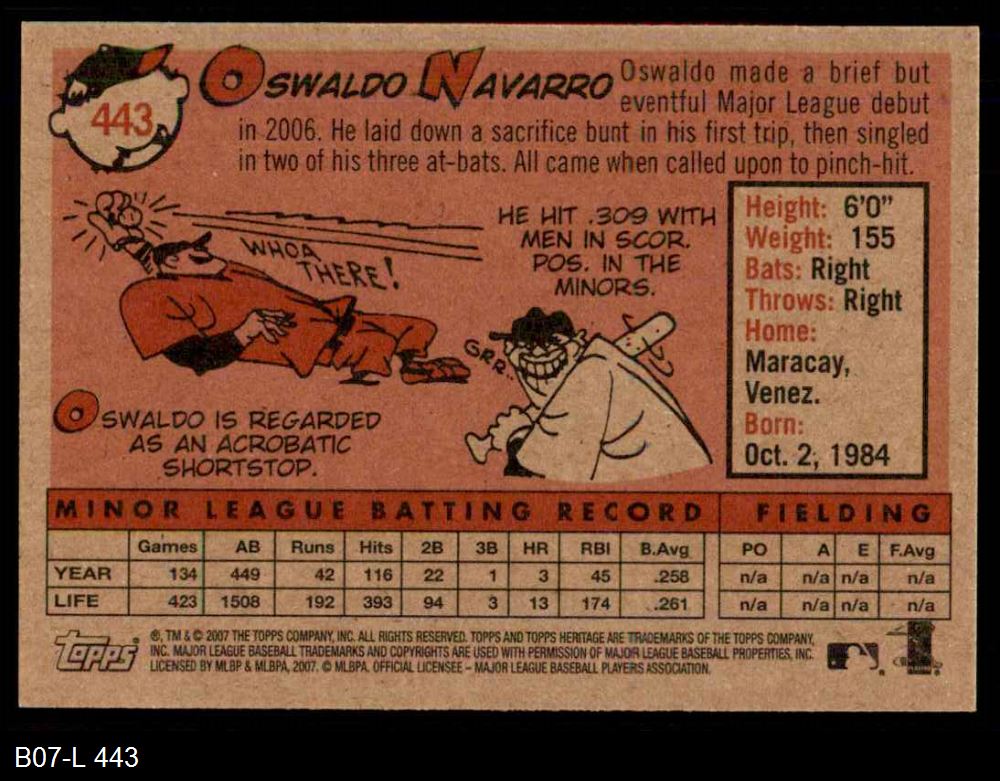 443
OSWALDO NAVARRO
Oswaldo made a brief but
eventful Major League debut
in 2006. He laid down a sacrifice bunt in his first trip, then singled
in two of his three at-bats. All came when called upon to pinch-hit.
WHOA
THERE!
HE HIT .309 WITH
MEN IN SCOR.
POS. IN THE
MINORS.
GRR..
OSWALDO IS REGARDED
AS AN ACROBATIC
SHORTSTOP.
Height: 6'0"
Weight: 155
Bats: Right
Throws: Right
Home:
Maracay,
Venez.
Born:
Oct. 2, 1984
MINOR LEAGUE BATTING RECORD FIELDING
Games AB Runs Hits 2B 3B HR RBI B.Avg PO A E F.Avg
YEAR 134 449 42 116 22 1 3 45 .258 n/a n/a n/a n/a
LIFE 423 1508 192 393 94 3 13 174 .261 n/a n/a n/a n/a
Topps
®, TM & © 2007 THE TOPPS COMPANY, INC. ALL RIGHTS RESERVED. TOPPS AND TOPPS HERITAGE ARE TRADEMARKS OF THE TOPPS COMPANY,
INC. MAJOR LEAGUE BASEBALL TRADEMARKS AND COPYRIGHTS ARE USED WITH PERMISSION OF MAJOR LEAGUE BASEBALL PROPERTIES, INC.
LICENSED BY MLBP & MLBPA, 2007. © MLBPA. OFFICIAL LICENSEE – MAJOR LEAGUE BASEBALL PLAYERS ASSOCIATION.
B07-L 443